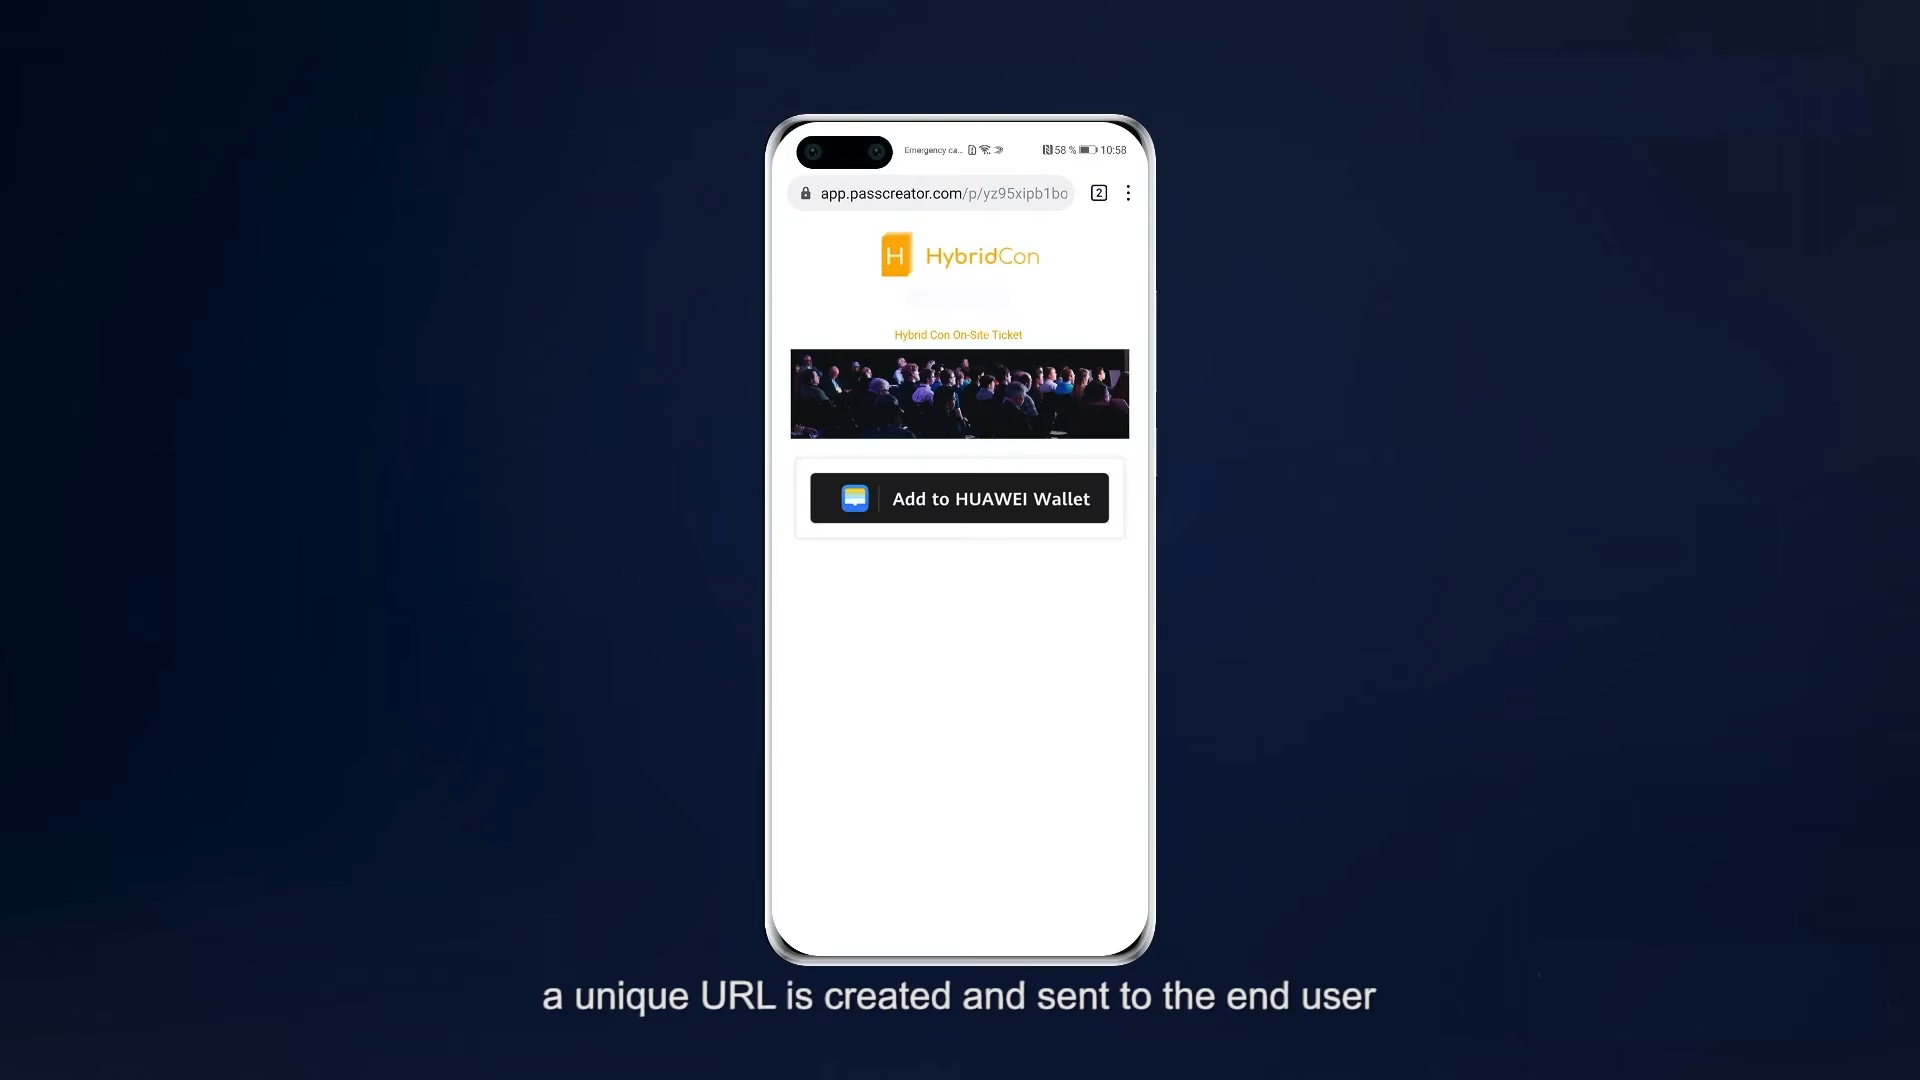 Emergency ca... 58 % 10:58
app.passcreator.com/p/yz95xipb1bo 2
H HybridCon
Hybrid Con On-Site Ticket
Add to HUAWEI Wallet
a unique URL is created and sent to the end user